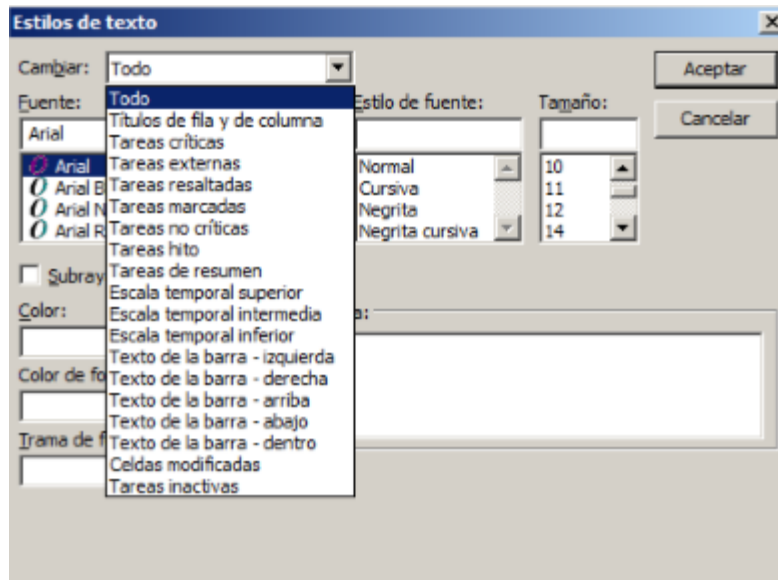 Estilos de texto
Cambiar: Todo
Aceptar
Cancelar
Fuente:
Estilo de fuente:
Tamaño:
Arial
Arial
Arial B
Arial N
Arial R
Todo
Títulos de fila y de columna
Tareas críticas
Tareas externas
Tareas resaltadas
Tareas marcadas
Tareas no críticas
Tareas hito
Tareas de resumen
Escala temporal superior
Escala temporal intermedia
Escala temporal inferior
Texto de la barra - izquierda
Texto de la barra - derecha
Texto de la barra - arriba
Texto de la barra - abajo
Texto de la barra - dentro
Celdas modificadas
Tareas inactivas
Normal
Cursiva
Negrita
Negrita cursiva
10
11
12
14
Subray
Color:
a:
Color de fo
Trama de f